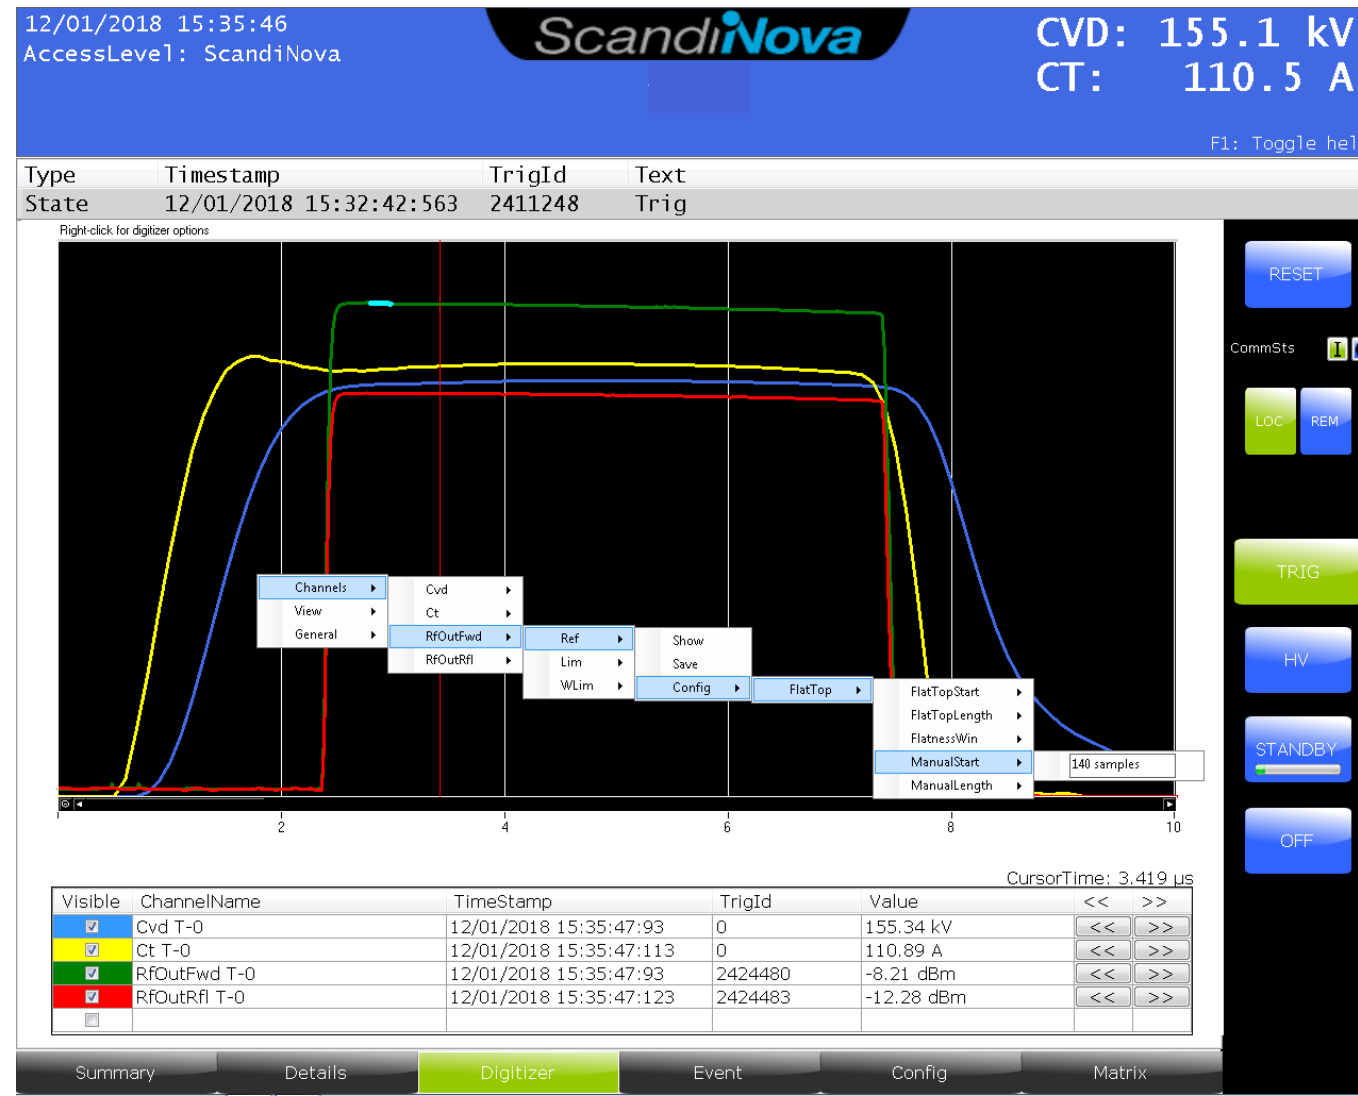 12/01/2018 15:35:46
AccessLevel: ScandiNova
ScandiNova
CVD: 155.1 kV
CT: 110.5 A
F1: Toggle hel
Type Timestamp TrigId Text
State 12/01/2018 15:32:42:563 2411248 Trig
Right-click for digitizer options
RESET
CommSts I
LOC REM
TRIG
HV
STANDBY
OFF
Channels
View
General
Cvd
Ct
RfOutFwd
RfOutRfl
Ref
Lim
WLim
Show
Save
Config
FlatTop
FlatTopStart
FlatTopLength
FlatnessWin
ManualStart
ManualLength
140 samples
2 4 6 8 10
CursorTime: 3.419 µs
Visible ChannelName TimeStamp TrigId Value << >>
Cvd T-0 12/01/2018 15:35:47:93 0 155.34 kV << >>
Ct T-0 12/01/2018 15:35:47:113 0 110.89 A << >>
RfOutFwd T-0 12/01/2018 15:35:47:93 2424480 -8.21 dBm << >>
RfOutRfl T-0 12/01/2018 15:35:47:123 2424483 -12.28 dBm << >>
Summary Details Digitizer Event Config Matrix